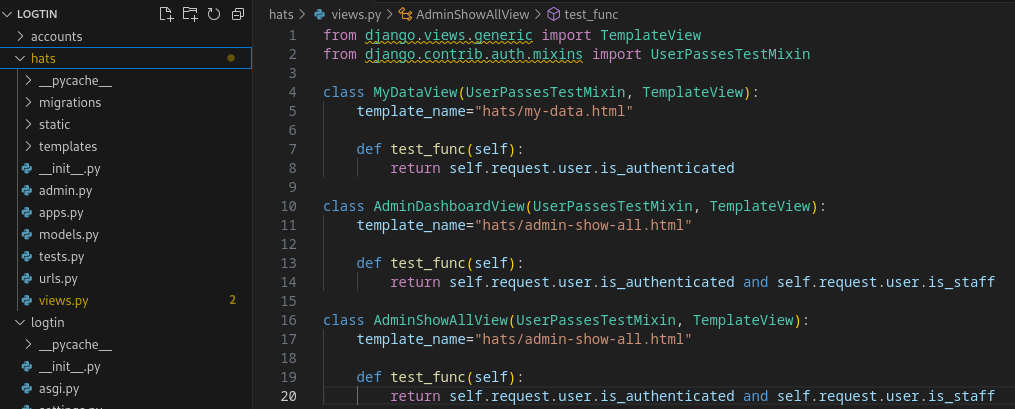 LOGTIN
accounts
hats
__pycache__
migrations
static
templates
__init__.py
admin.py
apps.py
models.py
tests.py
urls.py
views.py 2
logtin
__pycache__
__init__.py
asgi.py
settings.py
hats > views.py > AdminShowAllView > test_func
1 from django.views.generic import TemplateView
2 from django.contrib.auth.mixins import UserPassesTestMixin
3
4 class MyDataView(UserPassesTestMixin, TemplateView):
5     template_name="hats/my-data.html"
6
7     def test_func(self):
8         return self.request.user.is_authenticated
9
10 class AdminDashboardView(UserPassesTestMixin, TemplateView):
11     template_name="hats/admin-show-all.html"
12
13     def test_func(self):
14         return self.request.user.is_authenticated and self.request.user.is_staff
15
16 class AdminShowAllView(UserPassesTestMixin, TemplateView):
17     template_name="hats/admin-show-all.html"
18
19     def test_func(self):
20         return self.request.user.is_authenticated and self.request.user.is_staff